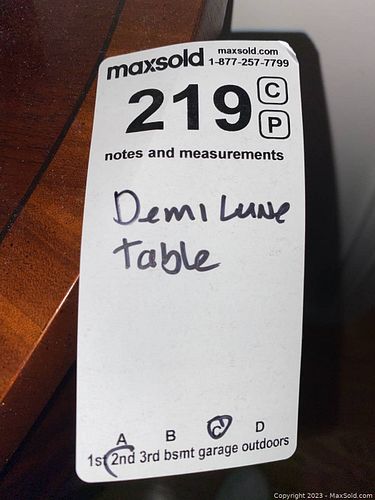 maxsold
maxsold.com
1-877-257-7799
219
C
P
notes and measurements
Demi Lune
Table
A B C D
1st 2nd 3rd bsmt garage outdoors
Copyright 2023 - MaxSold.com